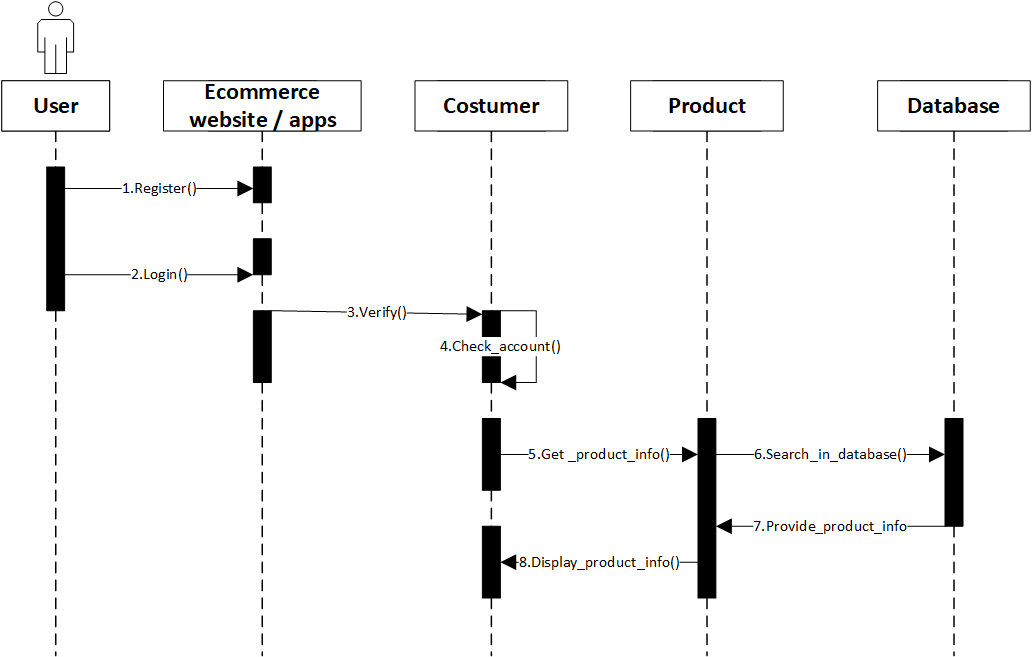 User
Ecommerce
website / apps
Costumer
Product
Database
1.Register()
2.Login()
3.Verify()
4.Check_account()
5.Get _product_info()
6.Search_in_database()
7.Provide_product_info
8.Display_product_info()